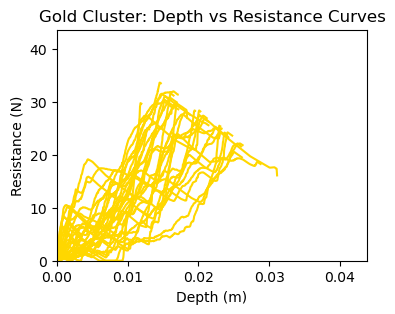 Gold Cluster: Depth vs Resistance Curves
Resistance (N)
40
30
20
10
0
0.00 0.01 0.02 0.03 0.04
Depth (m)